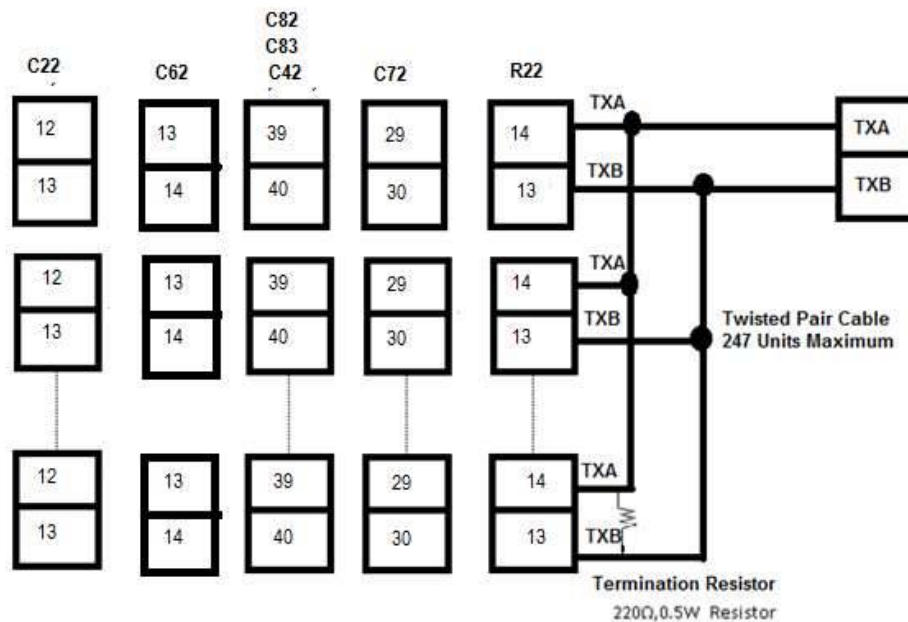 C82
C83
C22 C62 C42 C72 R22
12 13 39 29 14 TXA TXA
13 14 40 30 13 TXB TXB
12 13 39 29 14 TXA
13 14 40 30 13 TXB
Twisted Pair Cable
247 Units Maximum
12 13 39 29 14 TXA
13 14 40 30 13 TXB
Termination Resistor
220Ω,0.5W Resistor